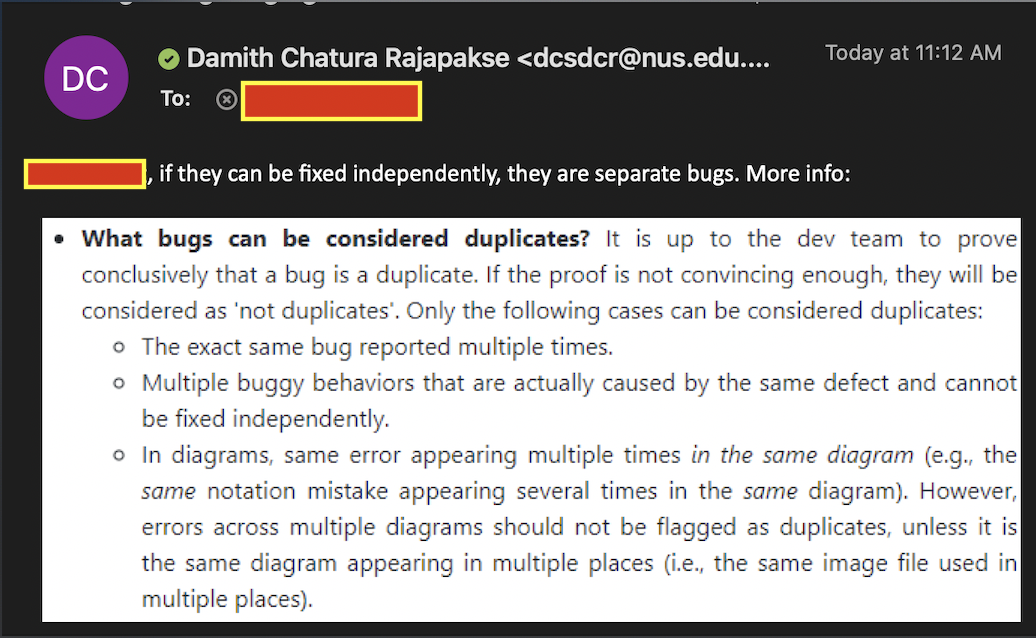 DC
Damith Chatura Rajapakse <dcsdcr@nus.edu....
Today at 11:12 AM
To:
, if they can be fixed independently, they are separate bugs. More info:
• What bugs can be considered duplicates? It is up to the dev team to prove
conclusively that a bug is a duplicate. If the proof is not convincing enough, they will be
considered as 'not duplicates'. Only the following cases can be considered duplicates:
○ The exact same bug reported multiple times.
○ Multiple buggy behaviors that are actually caused by the same defect and cannot
be fixed independently.
○ In diagrams, same error appearing multiple times in the same diagram (e.g., the
same notation mistake appearing several times in the same diagram). However,
errors across multiple diagrams should not be flagged as duplicates, unless it is
the same diagram appearing in multiple places (i.e., the same image file used in
multiple places).